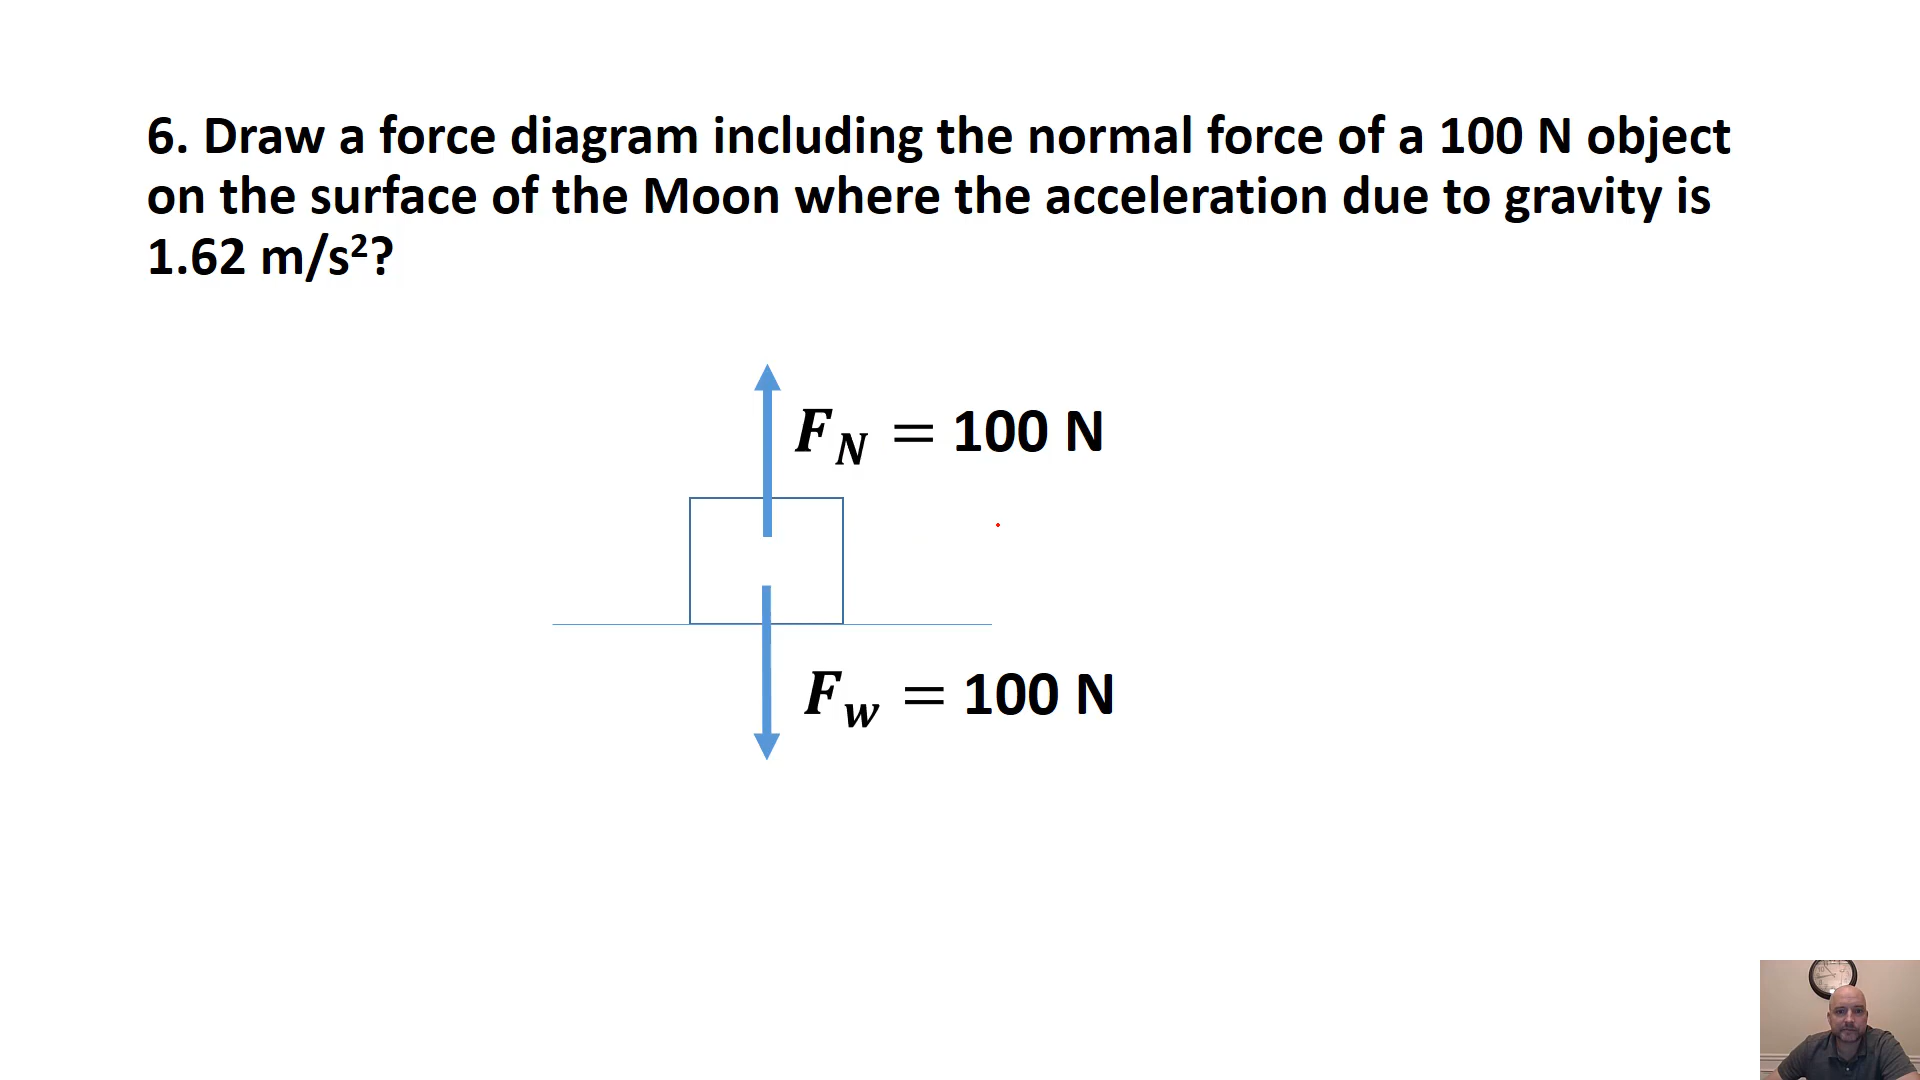 6. Draw a force diagram including the normal force of a 100 N object
on the surface of the Moon where the acceleration due to gravity is
1.62 m/s²?
F_N = 100 N
F_w = 100 N